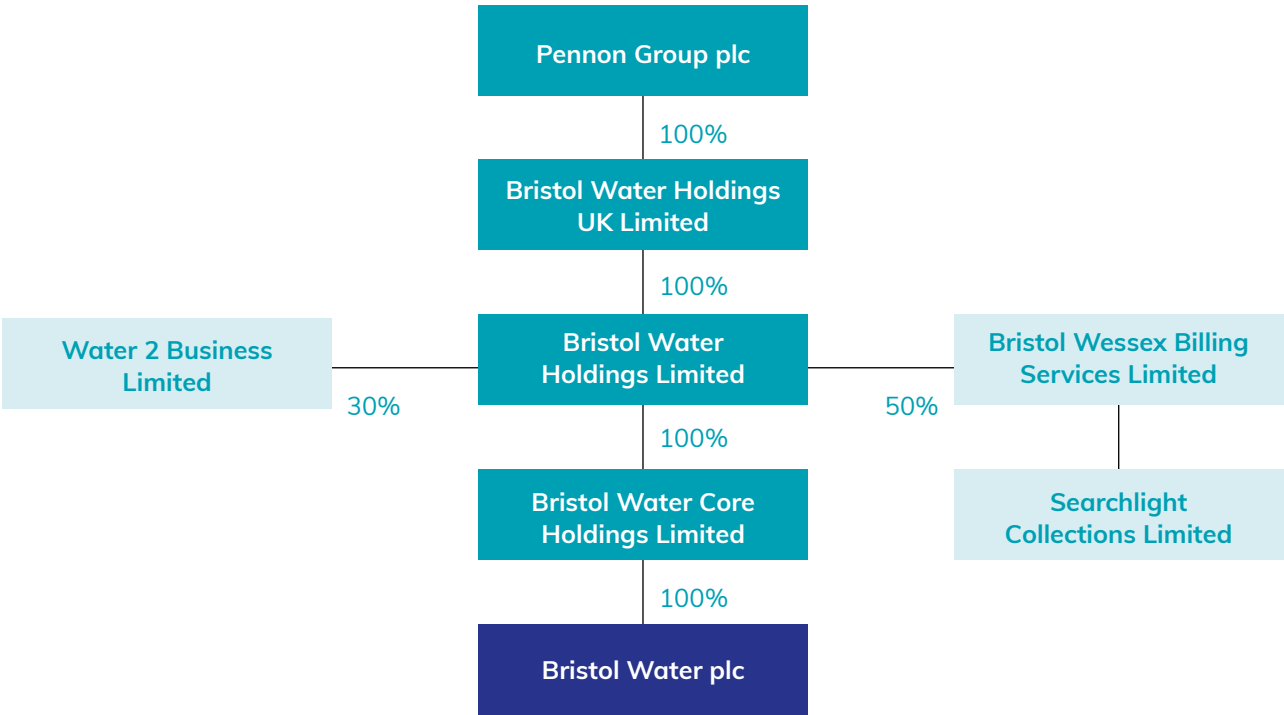 Pennon Group plc
100%
Bristol Water Holdings
UK Limited
100%
Water 2 Business
Limited
30%
Bristol Water
Holdings Limited
50%
Bristol Wessex Billing
Services Limited
100%
Bristol Water Core
Holdings Limited
Searchlight
Collections Limited
100%
Bristol Water plc